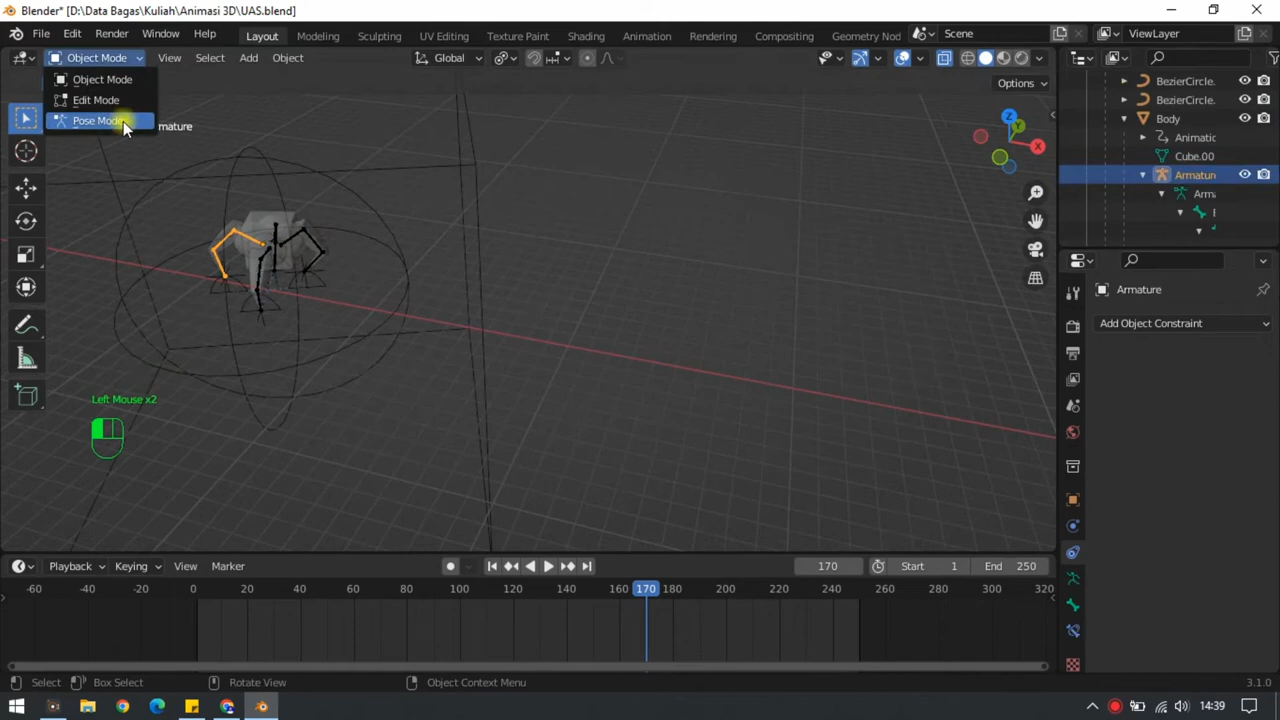 Blender* [D:\Data Bagas\Kuliah\Animasi 3D\UAS.blend]
File Edit Render Window Help Layout Modeling Sculpting UV Editing Texture Paint Shading Animation Rendering Compositing Geometry Nod Scene ViewLayer
Object Mode View Select Add Object Global
Options
Object Mode
Edit Mode
Pose Mode
mature
BezierCircle.
BezierCircle.
Body
Animatic
Cube.00
Armature
Arm
Armature
Add Object Constraint
Z
Y
X
Left Mouse x2
Playback Keying View Marker 170 Start 1 End 250
-60 -40 -20 0 20 40 60 80 100 120 140 160 170 180 200 220 240 260 280 300 320
Select Box Select Rotate View Object Context Menu 3.1.0
14:39